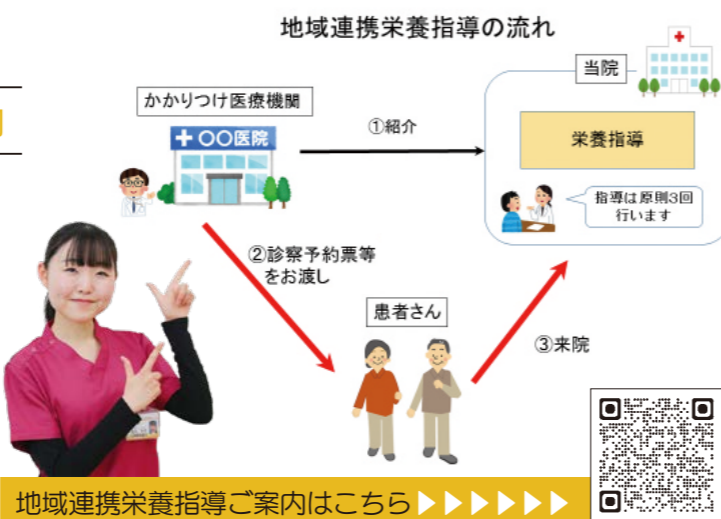 地域連携栄養指導の流れ
当院
かかりつけ医療機関
〇〇医院
①紹介
栄養指導
指導は原則3回
行います
②診察予約票等
をお渡し
患者さん
③来院
地域連携栄養指導ご案内はこちら▶▶▶▶▶▶